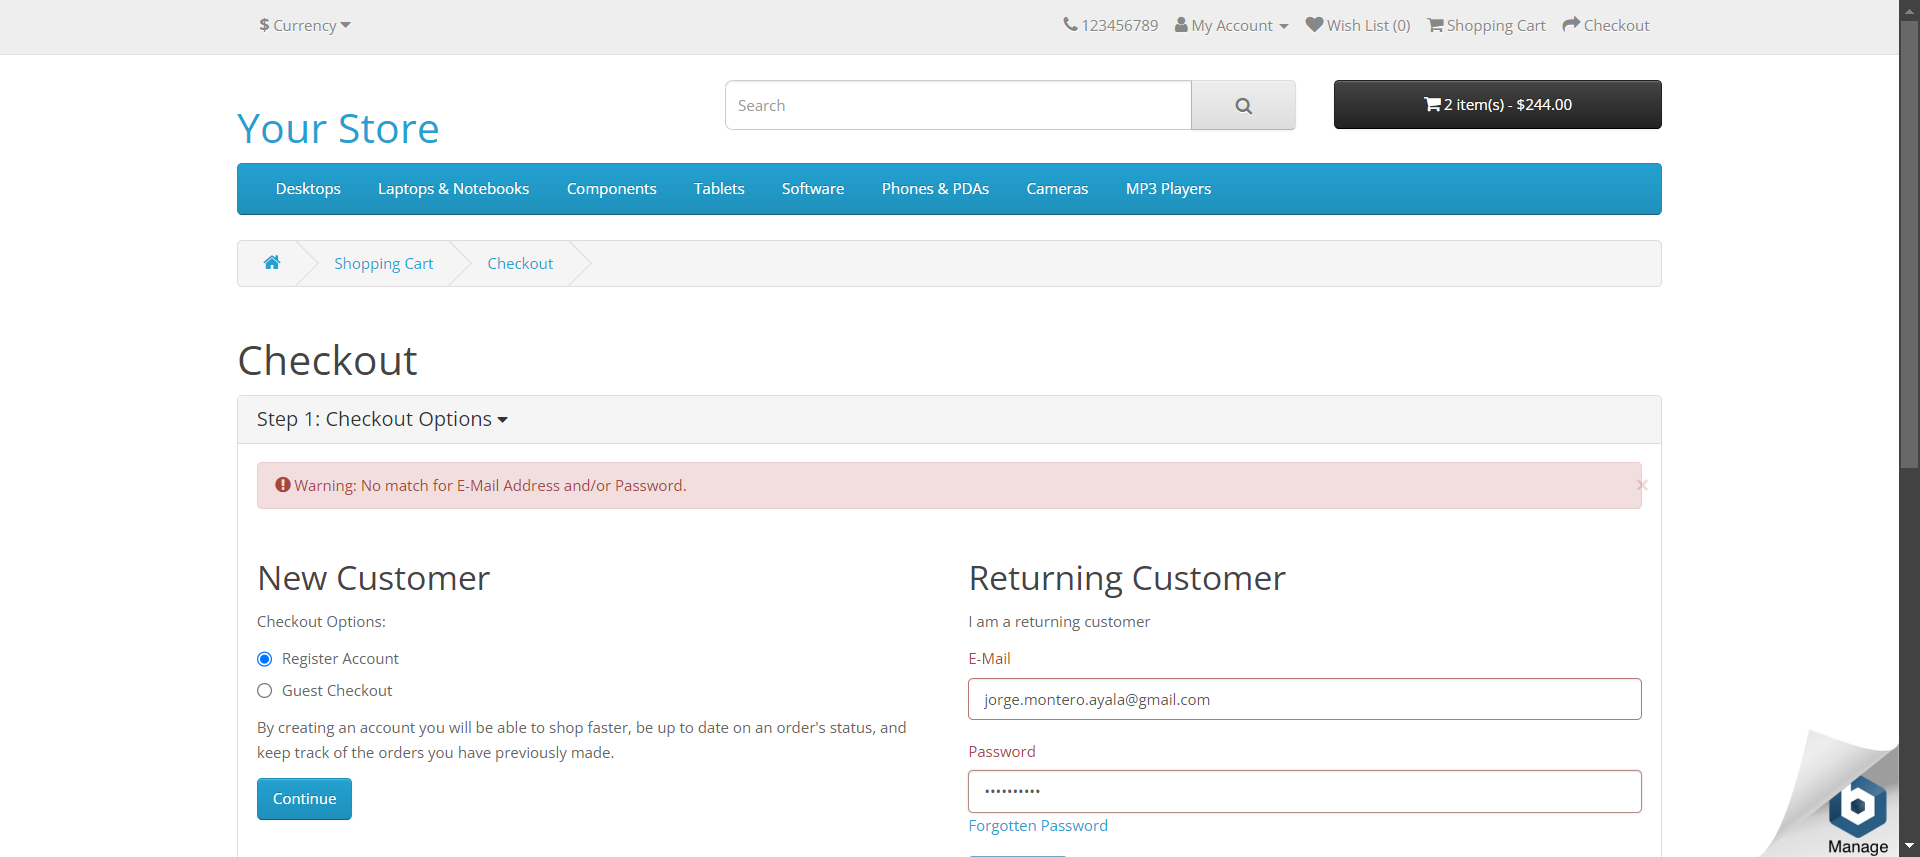 $ Currency
123456789 My Account Wish List (0) Shopping Cart Checkout
Your Store
Search
2 item(s) - $244.00
Desktops Laptops & Notebooks Components Tablets Software Phones & PDAs Cameras MP3 Players
Shopping Cart Checkout
Checkout
Step 1: Checkout Options
Warning: No match for E-Mail Address and/or Password.
×
New Customer
Checkout Options:
Register Account
Guest Checkout
By creating an account you will be able to shop faster, be up to date on an order's status, and
keep track of the orders you have previously made.
Continue
Returning Customer
I am a returning customer
E-Mail
jorge.montero.ayala@gmail.com
Password
••••••••••
Forgotten Password
b
Manage